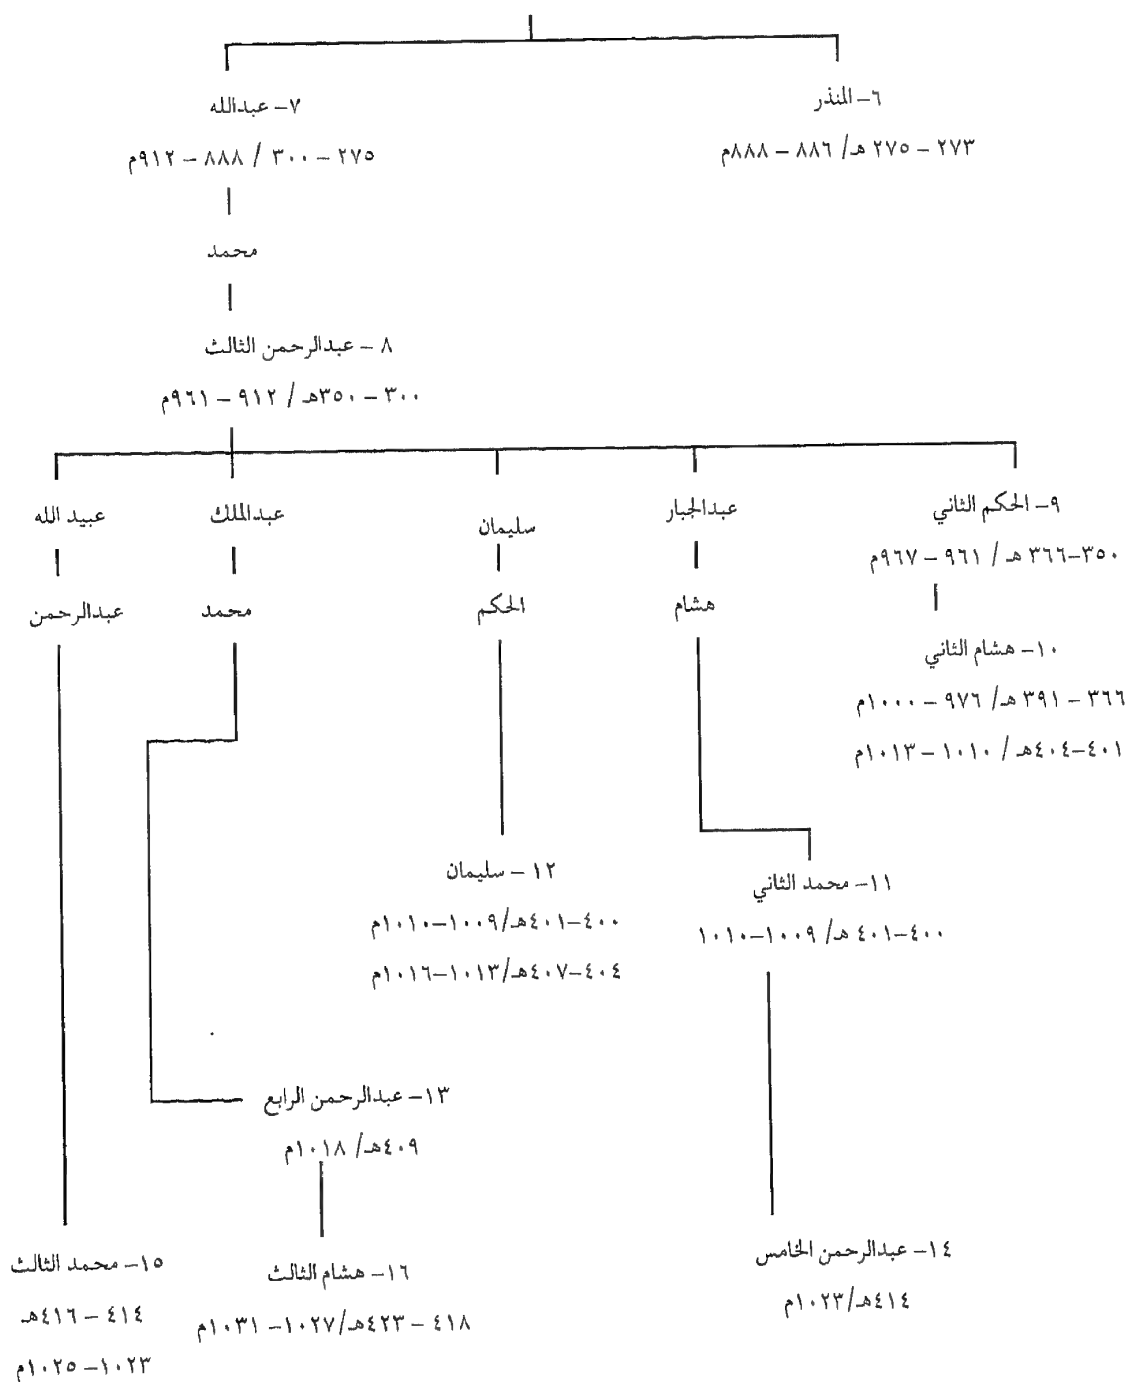 ٦- المنذر
٢٧٣ - ٢٧٥ هـ/ ٨٨٦ - ٨٨٨م
٧- عبدالله
٢٧٥ - ٣٠٠ / ٨٨٨ - ٩١٢م
محمد
٨ - عبدالرحمن الثالث
٣٠٠ - ٣٥٠هـ / ٩١٢ - ٩٦١م
٩- الحكم الثاني
٣٥٠-٣٦٦ هـ / ٩٦١ - ٩٦٧م
١٠- هشام الثاني
٣٦٦ - ٣٩١ هـ/ ٩٧٦ - ١٠٠٠م
٤٠١-٤٠٤هـ / ١٠١٠ - ١٠١٣م
عبدالجبار
هشام
١١- محمد الثاني
٤٠٠-٤٠١ هـ/ ١٠٠٩-١٠١٠
١٤- عبدالرحمن الخامس
٤١٤هـ/١٠٢٣م
سليمان
الحكم
١٢ - سليمان
٤٠٠-٤٠١هـ/١٠٠٩-١٠١٠م
٤٠٤-٤٠٧هـ/١٠١٣-١٠١٦م
عبدالملك
محمد
١٣- عبدالرحمن الرابع
٤٠٩هـ/ ١٠١٨م
١٦- هشام الثالث
٤١٨ - ٤٢٣هـ/١٠٢٧-١٠٣١م
عبيد الله
عبدالرحمن
١٥- محمد الثالث
٤١٤ - ٤١٦هـ
١٠٢٣-١٠٢٥م